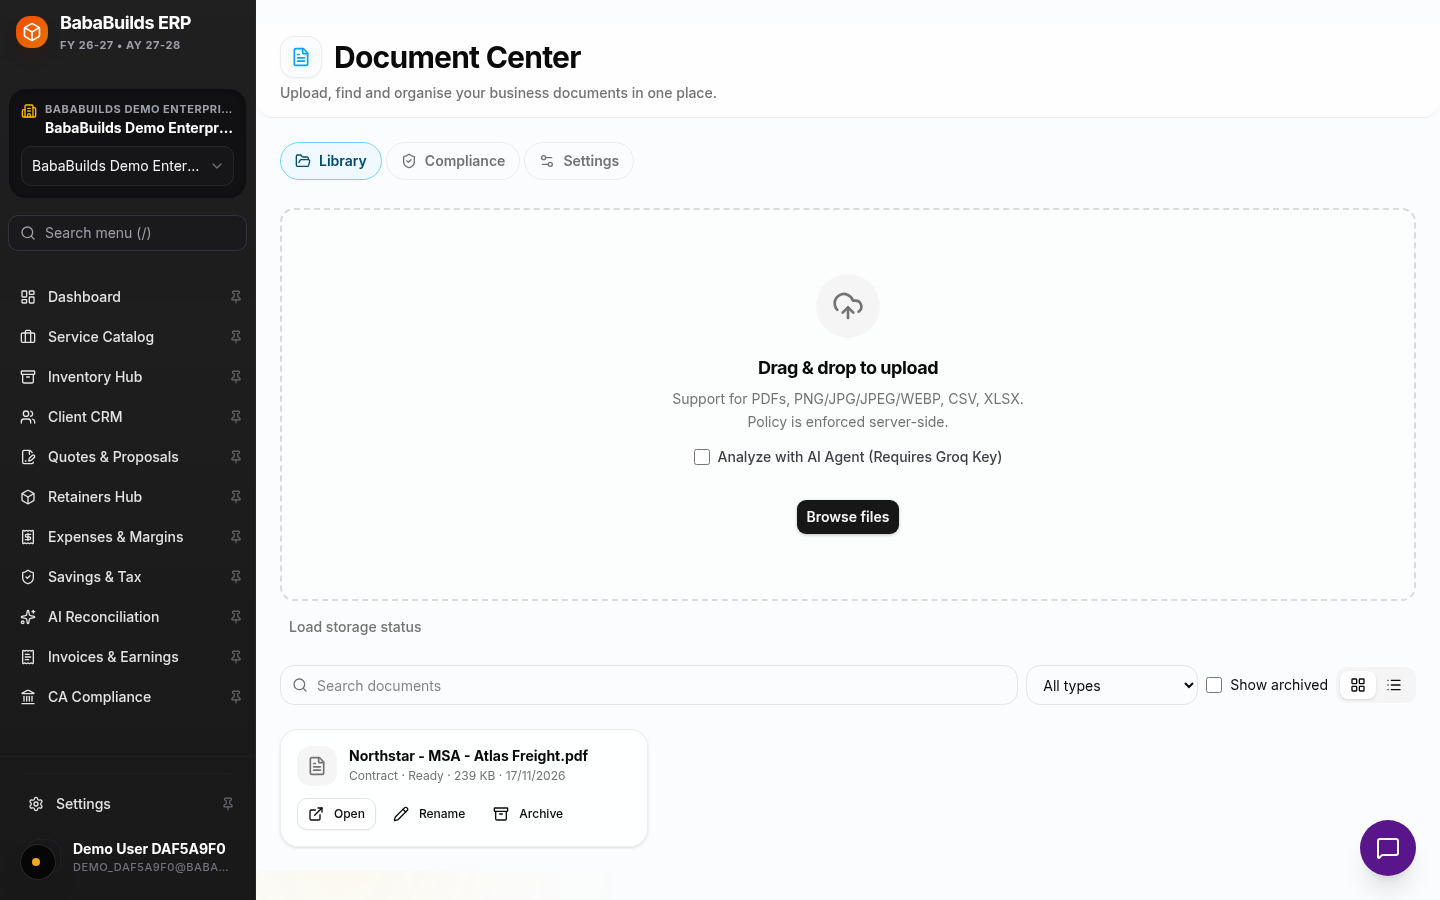 BabaBuilds ERP
FY 26-27 • AY 27-28
BABABUILDS DEMO ENTERPRI...
BabaBuilds Demo Enterpr...
BabaBuilds Demo Enter...
Search menu (/)
Dashboard
Service Catalog
Inventory Hub
Client CRM
Quotes & Proposals
Retainers Hub
Expenses & Margins
Savings & Tax
AI Reconciliation
Invoices & Earnings
CA Compliance
Settings
Demo User DAF5A9F0
DEMO_DAF5A9F0@BABA...
Document Center
Upload, find and organise your business documents in one place.
Library
Compliance
Settings
Drag & drop to upload
Support for PDFs, PNG/JPG/JPEG/WEBP, CSV, XLSX.
Policy is enforced server-side.
Analyze with AI Agent (Requires Groq Key)
Browse files
Load storage status
Search documents
All types
Show archived
Northstar - MSA - Atlas Freight.pdf
Contract · Ready · 239 KB · 17/11/2026
Open
Rename
Archive